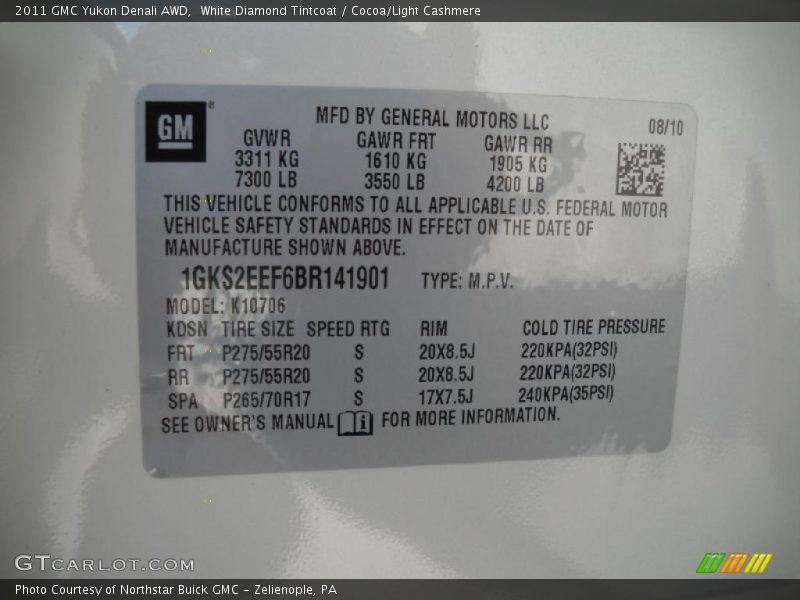 2011 GMC Yukon Denali AWD,  White Diamond Tintcoat / Cocoa/Light Cashmere
GM®
MFD BY GENERAL MOTORS LLC
08/10
GVWR GAWR FRT GAWR RR
3311 KG 1610 KG 1905 KG
7300 LB 3550 LB 4200 LB
THIS VEHICLE CONFORMS TO ALL APPLICABLE U.S. FEDERAL MOTOR
VEHICLE SAFETY STANDARDS IN EFFECT ON THE DATE OF
MANUFACTURE SHOWN ABOVE.
1GKS2EEF6BR141901 TYPE: M.P.V.
MODEL: K10706
KDSN TIRE SIZE SPEED RTG RIM COLD TIRE PRESSURE
FRT P275/55R20 S 20X8.5J 220KPA(32PSI)
RR P275/55R20 S 20X8.5J 220KPA(32PSI)
SPA P265/70R17 S 17X7.5J 240KPA(35PSI)
SEE OWNER'S MANUAL i FOR MORE INFORMATION.
GTCARLOT.COM
Photo Courtesy of Northstar Buick GMC - Zelienople, PA